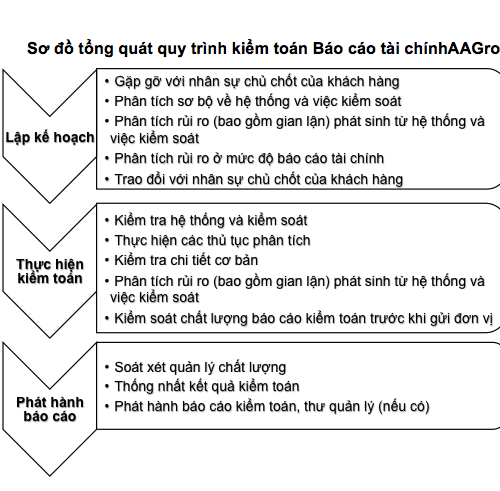 Sơ đồ tổng quát quy trình kiểm toán Báo cáo tài chínhAAGro
Lập kế hoạch
• Gặp gỡ với nhân sự chủ chốt của khách hàng
• Phân tích sơ bộ về hệ thống và việc kiểm soát
• Phân tích rủi ro (bao gồm gian lận) phát sinh từ hệ thống và
việc kiểm soát
• Phân tích rủi ro ở mức độ báo cáo tài chính
• Trao đổi với nhân sự chủ chốt của khách hàng
Thực hiện
kiểm toán
• Kiểm tra hệ thống và kiểm soát
• Thực hiện các thủ tục phân tích
• Kiểm tra chi tiết cơ bản
• Phân tích rủi ro (bao gồm gian lận) phát sinh từ hệ thống và
việc kiểm soát
• Kiểm soát chất lượng báo cáo kiểm toán trước khi gửi đơn vị
Phát hành
báo cáo
• Soát xét quản lý chất lượng
• Thống nhất kết quả kiểm toán
• Phát hành báo cáo kiểm toán, thư quản lý (nếu có)